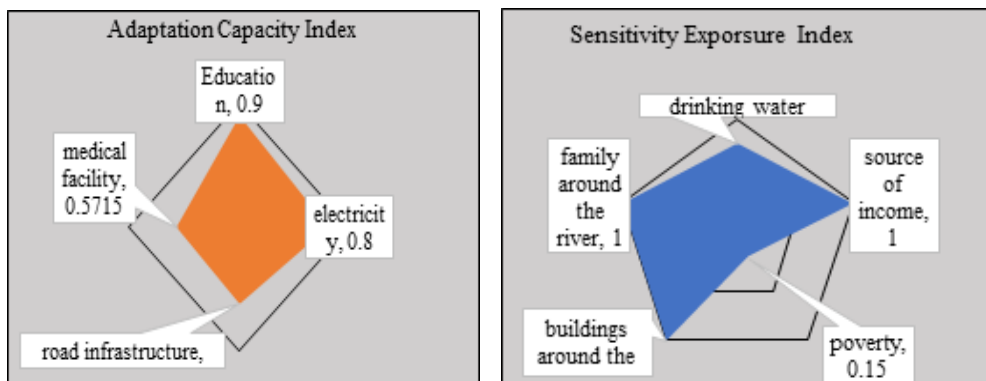 Adaptation Capacity Index
Educatio
n, 0.9
medical
facility,
0.5715
electricit
y, 0.8
road infrastructure,
Sensitivity Exporsure Index
drinking water
family
around
the
river, 1
source
of
income,
1
buildings
around the
poverty,
0.15